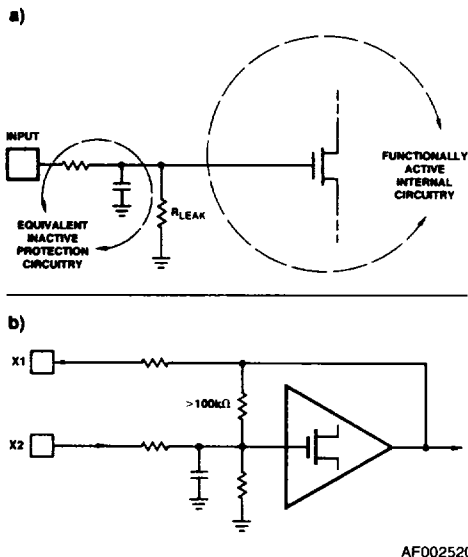 a)
INPUT
EQUIVALENT
INACTIVE
PROTECTION
CIRCUITRY
RLEAK
FUNCTIONALLY
ACTIVE
INTERNAL
CIRCUITRY
b)
X1
>100kΩ
X2
AF002520